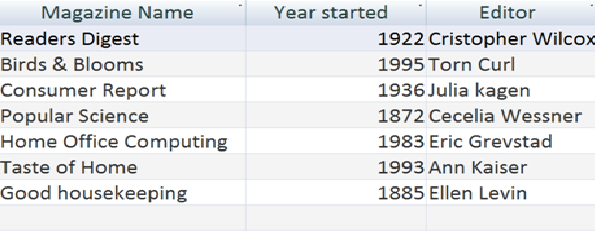 Magazine Name Year started Editor
Readers Digest 1922 Cristopher Wilcox
Birds & Blooms 1995 Torn Curl
Consumer Report 1936 Julia kagen
Popular Science 1872 Cecelia Wessner
Home Office Computing 1983 Eric Grevstad
Taste of Home 1993 Ann Kaiser
Good housekeeping 1885 Ellen Levin